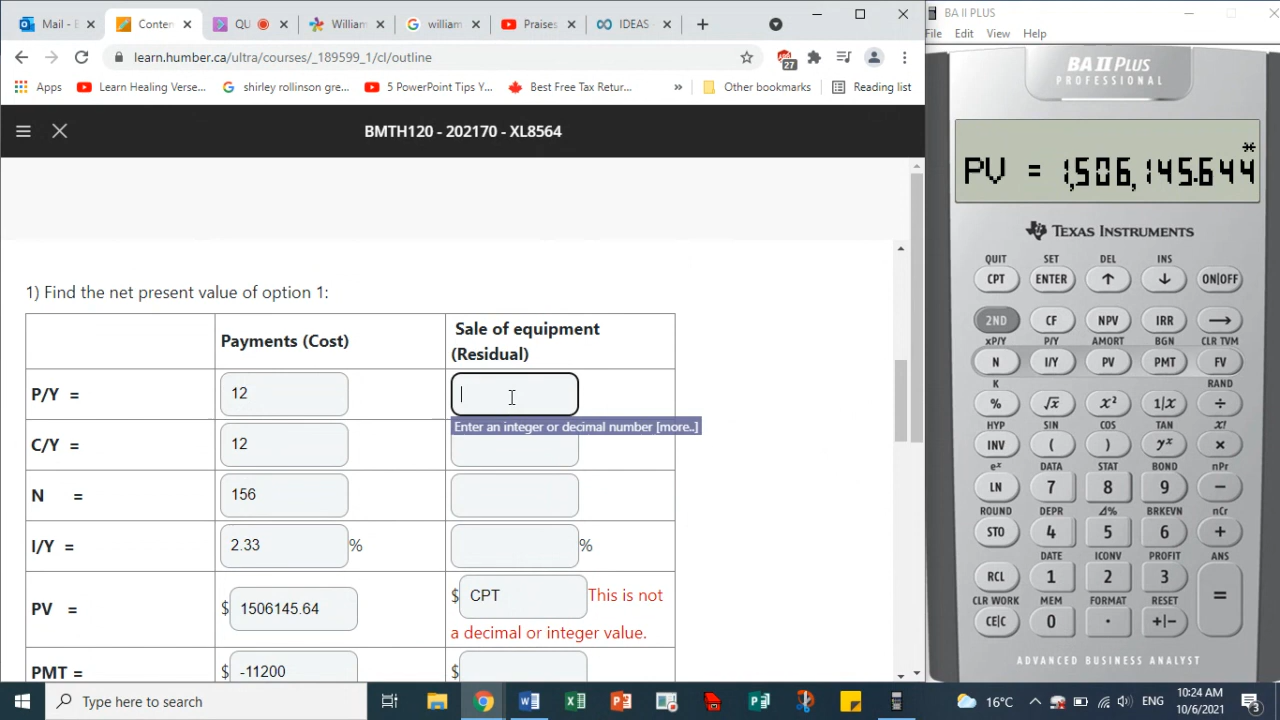 Mail -
Conten
QU
William
william
Praises
IDEAS
learn.humber.ca/ultra/courses/_189599_1/cl/outline
27
Apps
Learn Healing Verse...
shirley rollinson gre...
5 PowerPoint Tips Y...
Best Free Tax Retur...
»
Other bookmarks
Reading list
BMTH120 - 202170 - XL8564
1) Find the net present value of option 1:
Payments (Cost)
Sale of equipment
(Residual)
P/Y =
12
Enter an integer or decimal number [more..]
C/Y =
12
N =
156
I/Y =
2.33 %
%
PV =
$ 1506145.64
$ CPT This is not
a decimal or integer value.
PMT =
$ -11200
$
BA II PLUS
File Edit View Help
BA II PLUS
PROFESSIONAL
PV = 1,506,145.644
TEXAS INSTRUMENTS
QUIT SET DEL INS
CPT ENTER ↑ ↓ ON|OFF
2ND CF NPV IRR →
xP/Y P/Y AMORT BGN CLR TVM
N I/Y PV PMT FV
K RAND
% √x x² 1/x ÷
HYP SIN COS TAN x!
INV ( ) yˣ ×
eˣ DATA STAT BOND nPr
LN 7 8 9 −
ROUND DEPR Δ% BRKEVN nCr
STO 4 5 6 +
DATE ICONV PROFIT ANS
RCL 1 2 3 =
CLR WORK MEM FORMAT RESET
CE|C 0 . +|−
ADVANCED BUSINESS ANALYST
Type here to search
16°C
ENG
10:24 AM
10/6/2021
3